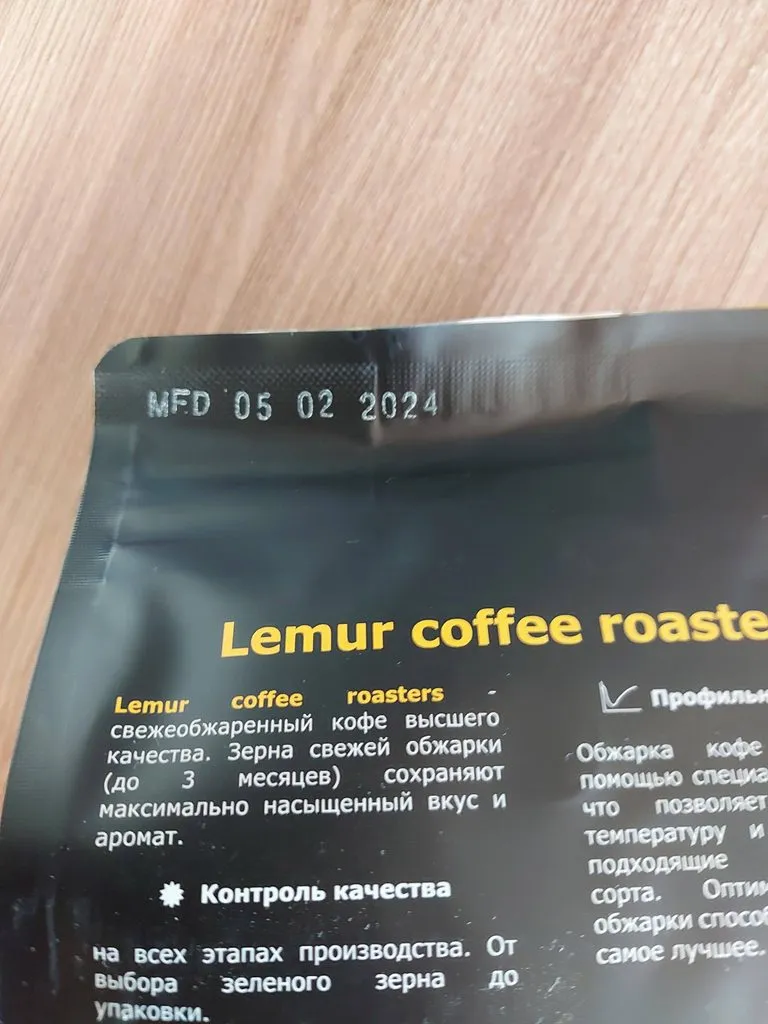 MFD 05 02 2024
Lemur coffee roaste
Lemur coffee roasters -
свежеобжаренный кофе высшего
качества. Зерна свежей обжарки
(до 3 месяцев) сохраняют
максимально насыщенный вкус и
аромат.
Контроль качества
на всех этапах производства. От
выбора зеленого зерна до
упаковки.
Профильн
Обжарка кофе
помощью специа
что позволяет
температуру и
подходящие
сорта. Оптим
обжарки способ
самое лучшее.